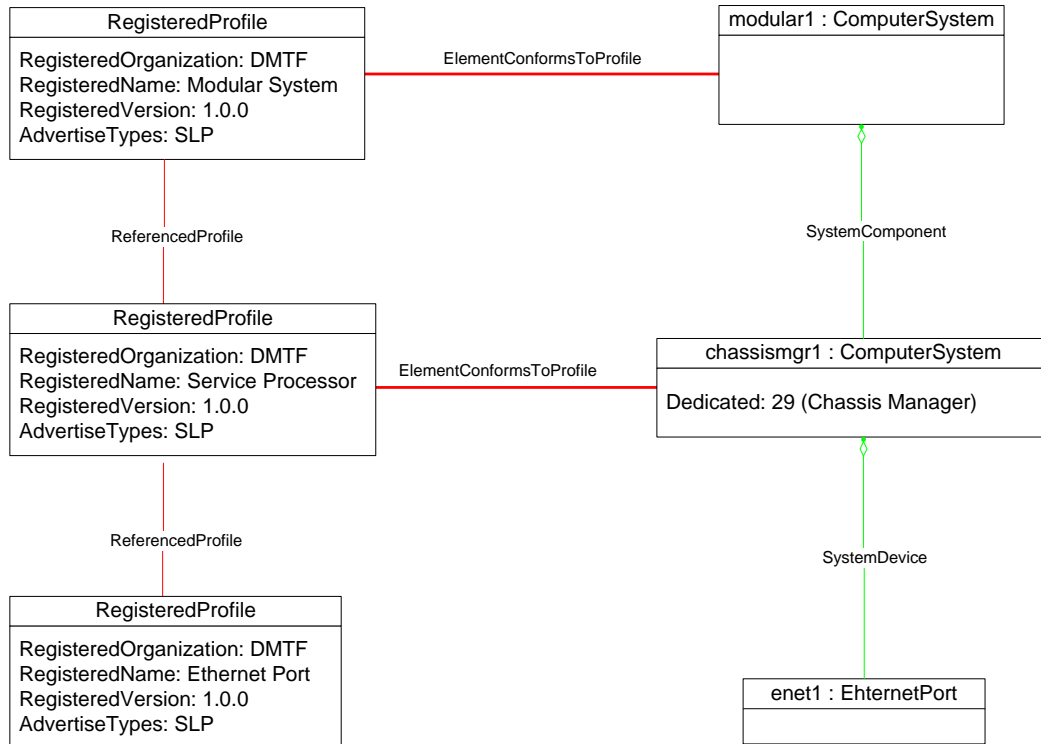 RegisteredProfile
RegisteredOrganization: DMTF
RegisteredName: Modular System
RegisteredVersion: 1.0.0
AdvertiseTypes: SLP
ElementConformsToProfile
modular1 : ComputerSystem
ReferencedProfile
SystemComponent
RegisteredProfile
RegisteredOrganization: DMTF
RegisteredName: Service Processor
RegisteredVersion: 1.0.0
AdvertiseTypes: SLP
ElementConformsToProfile
chassismgr1 : ComputerSystem
Dedicated: 29 (Chassis Manager)
ReferencedProfile
SystemDevice
RegisteredProfile
RegisteredOrganization: DMTF
RegisteredName: Ethernet Port
RegisteredVersion: 1.0.0
AdvertiseTypes: SLP
enet1 : EhternetPort